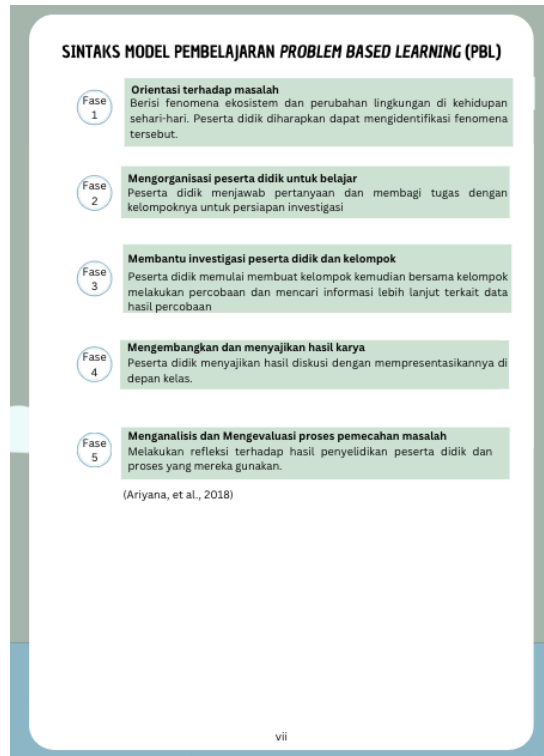 SINTAKS MODEL PEMBELAJARAN PROBLEM BASED LEARNING (PBL)
Fase
1
Orientasi terhadap masalah
Berisi fenomena ekosistem dan perubahan lingkungan di kehidupan
sehari-hari. Peserta didik diharapkan dapat mengidentifikasi fenomena
tersebut.
Fase
2
Mengorganisasi peserta didik untuk belajar
Peserta didik menjawab pertanyaan dan membagi tugas dengan
kelompoknya untuk persiapan investigasi
Fase
3
Membantu investigasi peserta didik dan kelompok
Peserta didik memulai membuat kelompok kemudian bersama kelompok
melakukan percobaan dan mencari informasi lebih lanjut terkait data
hasil percobaan
Fase
4
Mengembangkan dan menyajikan hasil karya
Peserta didik menyajikan hasil diskusi dengan mempresentasikannya di
depan kelas.
Fase
5
Menganalisis dan Mengevaluasi proses pemecahan masalah
Melakukan refleksi terhadap hasil penyelidikan peserta didik dan
proses yang mereka gunakan.
(Ariyana, et al., 2018)
vii